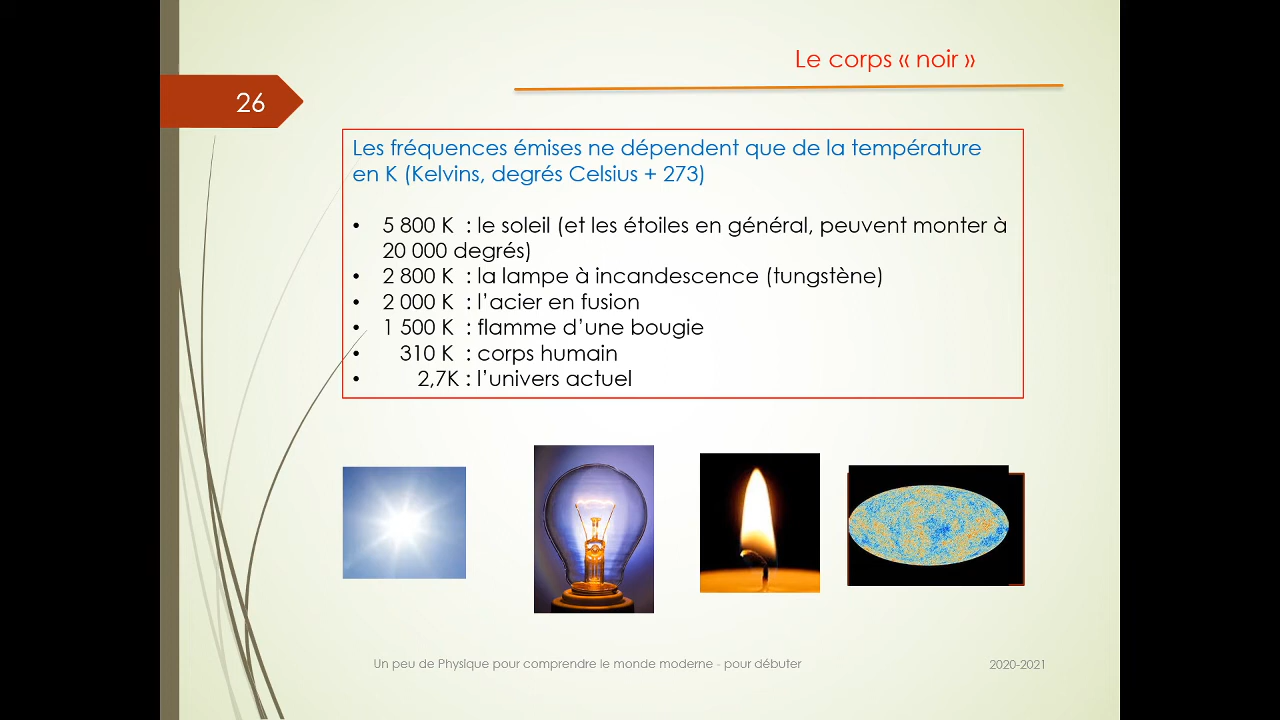 Le corps « noir »
26
Les fréquences émises ne dépendent que de la température
en K (Kelvins, degrés Celsius + 273)
• 5 800 K : le soleil (et les étoiles en général, peuvent monter à
20 000 degrés)
• 2 800 K : la lampe à incandescence (tungstène)
• 2 000 K : l’acier en fusion
• 1 500 K : flamme d’une bougie
• 310 K : corps humain
• 2,7K : l’univers actuel
Un peu de Physique pour comprendre le monde moderne - pour débuter
2020-2021